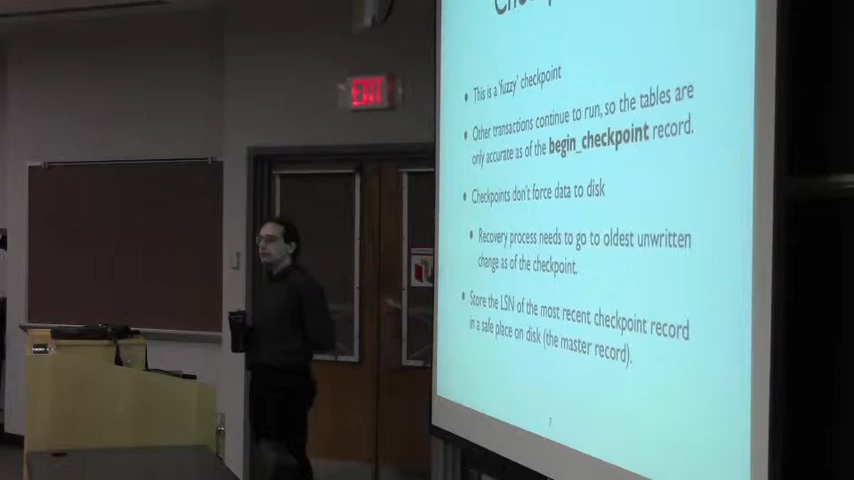 This is a 'fuzzy' checkpoint
Other transactions continue to run, so the tables are
only accurate as of the begin_checkpoint record.
Checkpoints don't force data to disk
Recovery process needs to go to oldest unwritten
change as of the checkpoint.
Store the LSN of the most recent checkpoint record
in a safe place on disk (the master record).
2
EXIT